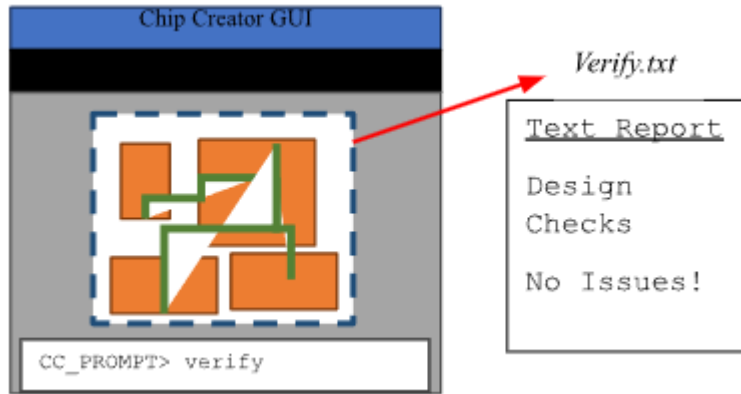 Chip Creator GUI
Verify.txt
Text Report
Design
Checks
No Issues!
CC_PROMPT> verify